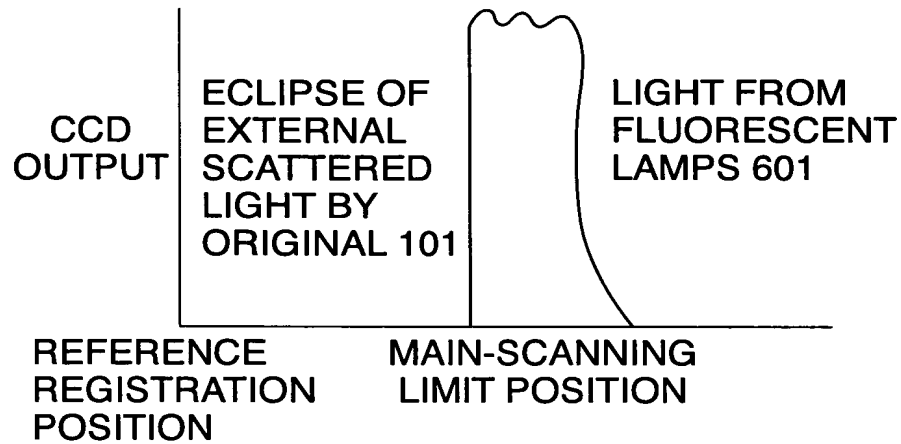 CCD
OUTPUT
ECLIPSE OF
EXTERNAL
SCATTERED
LIGHT BY
ORIGINAL 101
LIGHT FROM
FLUORESCENT
LAMPS 601
REFERENCE
REGISTRATION
POSITION
MAIN-SCANNING
LIMIT POSITION